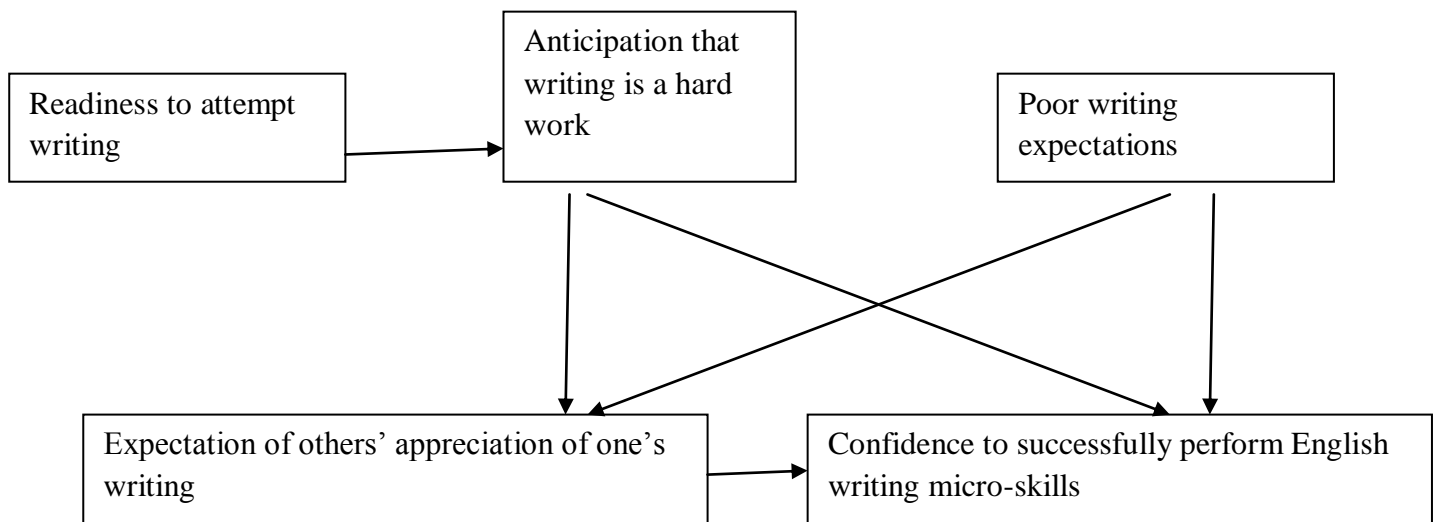 Readiness to attempt
writing
Anticipation that
writing is a hard
work
Poor writing
expectations
Expectation of others’ appreciation of one’s
writing
Confidence to successfully perform English
writing micro-skills